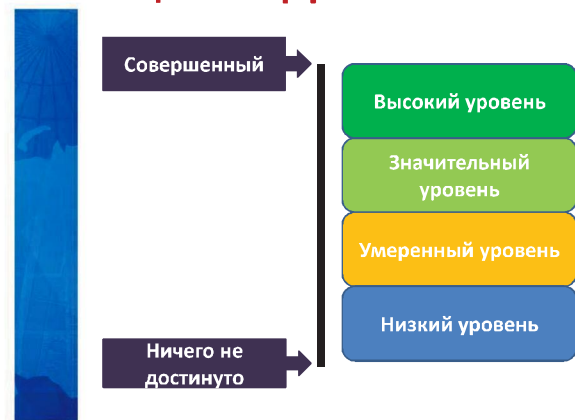 Совершенный
Высокий уровень
Значительный
уровень
Умеренный уровень
Низкий уровень
Ничего не
достинуто